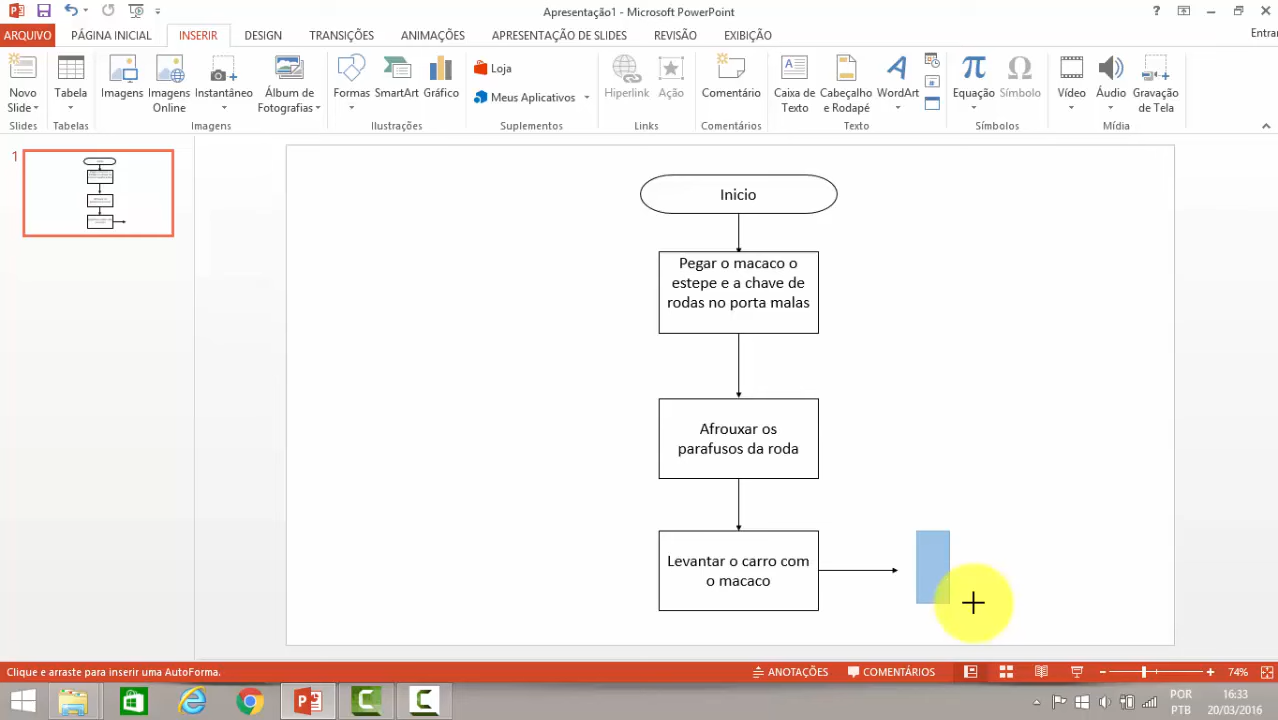 Apresentação1 - Microsoft PowerPoint
ARQUIVO PÁGINA INICIAL INSERIR DESIGN TRANSIÇÕES ANIMAÇÕES APRESENTAÇÃO DE SLIDES REVISÃO EXIBIÇÃO Entrar
Novo Slide
Tabela
Imagens
Imagens Online
Instantâneo
Álbum de Fotografias
Formas
SmartArt
Gráfico
Loja
Meus Aplicativos
Hiperlink
Ação
Comentário
Caixa de Texto
Cabeçalho e Rodapé
WordArt
Equação
Símbolo
Vídeo
Áudio
Gravação de Tela
Slides Tabelas Imagens Ilustrações Suplementos Links Comentários Texto Símbolos Mídia
1
Inicio
Pegar o macaco o
estepe e a chave de
rodas no porta malas
Afrouxar os
parafusos da roda
Levantar o carro com
o macaco
Clique e arraste para inserir uma AutoForma. ANOTAÇÕES COMENTÁRIOS 74%
POR 16:33
PTB 20/03/2016